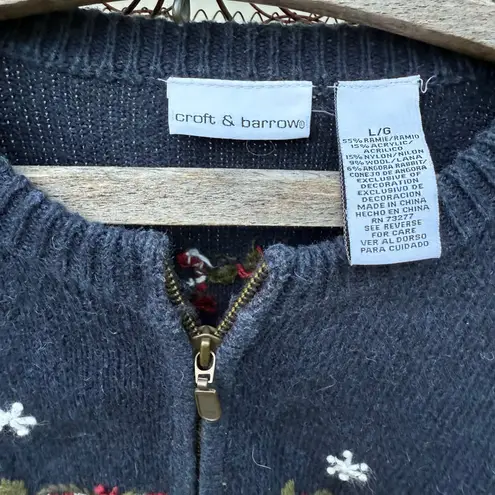 croft & barrow®
L/G
55% RAMIE/RAMIO
15% ACRYLIC/
ACRILICO
15% NYLON/NILON
9% WOOL/LANA
6% ANGORA RABBIT/
CONEJO DE ANGORA
EXCLUSIVE OF
DECORATION
EXCLUSIVO DE
DECORACION
MADE IN CHINA
HECHO EN CHINA
RN 73277
SEE REVERSE
FOR CARE
VER AL DORSO
PARA CUIDADO